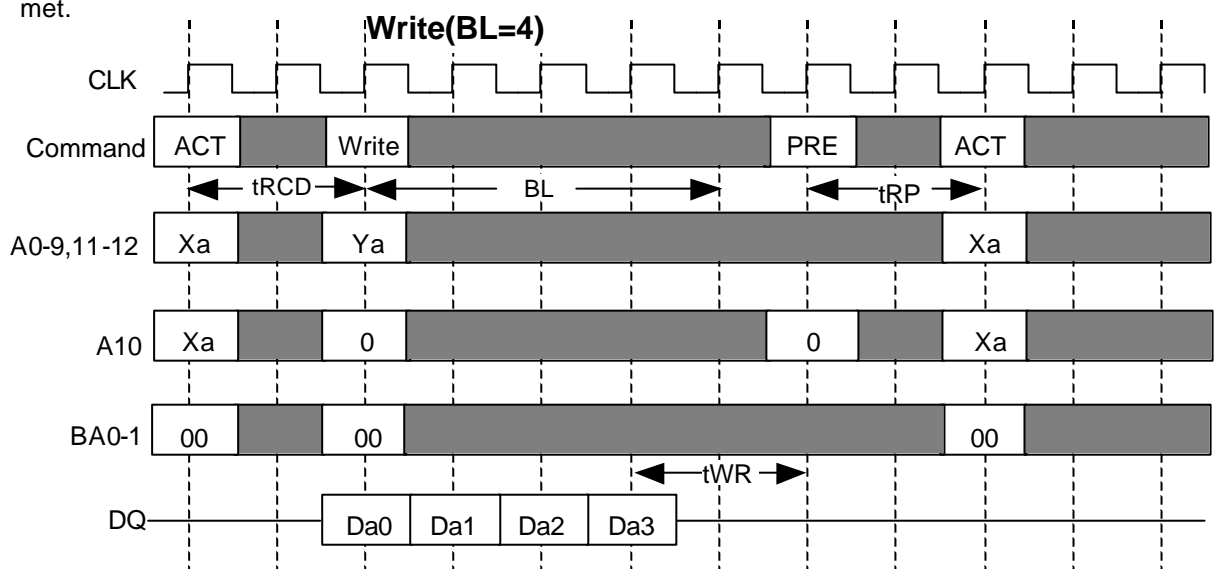 met.
Write(BL=4)
CLK
Command ACT Write PRE ACT
tRCD BL tRP
A0-9,11-12 Xa Ya Xa
A10 Xa 0 0 Xa
BA0-1 00 00 00
tWR
DQ Da0 Da1 Da2 Da3